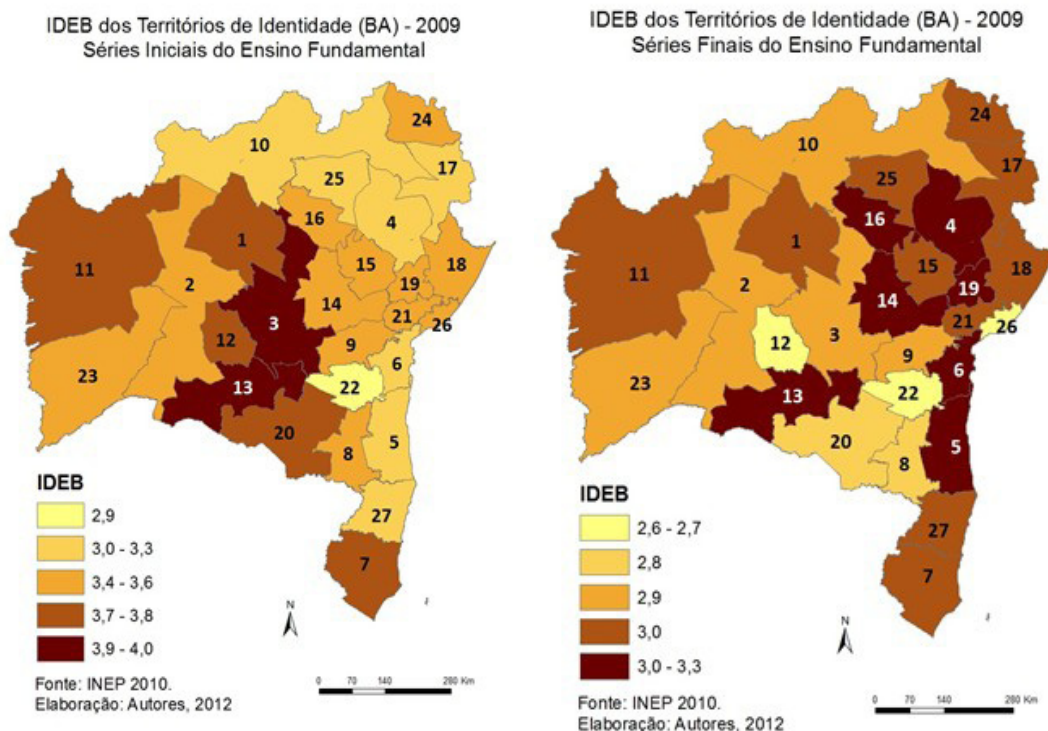 IDEB dos Territórios de Identidade (BA) - 2009
Séries Iniciais do Ensino Fundamental
24
10
17
25
16
4
1
11
15
18
2
19
14
3
21
26
12
9
6
23
13
22
20
5
8
27
7
IDEB
2,9
3,0 - 3,3
3,4 - 3,6
3,7 - 3,8
3,9 - 4,0
N
Fonte: INEP 2010.
Elaboração: Autores, 2012
0 70 140 280 Km
IDEB dos Territórios de Identidade (BA) - 2009
Séries Finais do Ensino Fundamental
24
10
17
25
16
4
1
11
15
18
2
19
14
21
26
3
12
9
6
23
13
22
20
5
8
27
7
IDEB
2,6 - 2,7
2,8
2,9
3,0
3,0 - 3,3
N
Fonte: INEP 2010.
Elaboração: Autores, 2012
0 70 140 280 Km